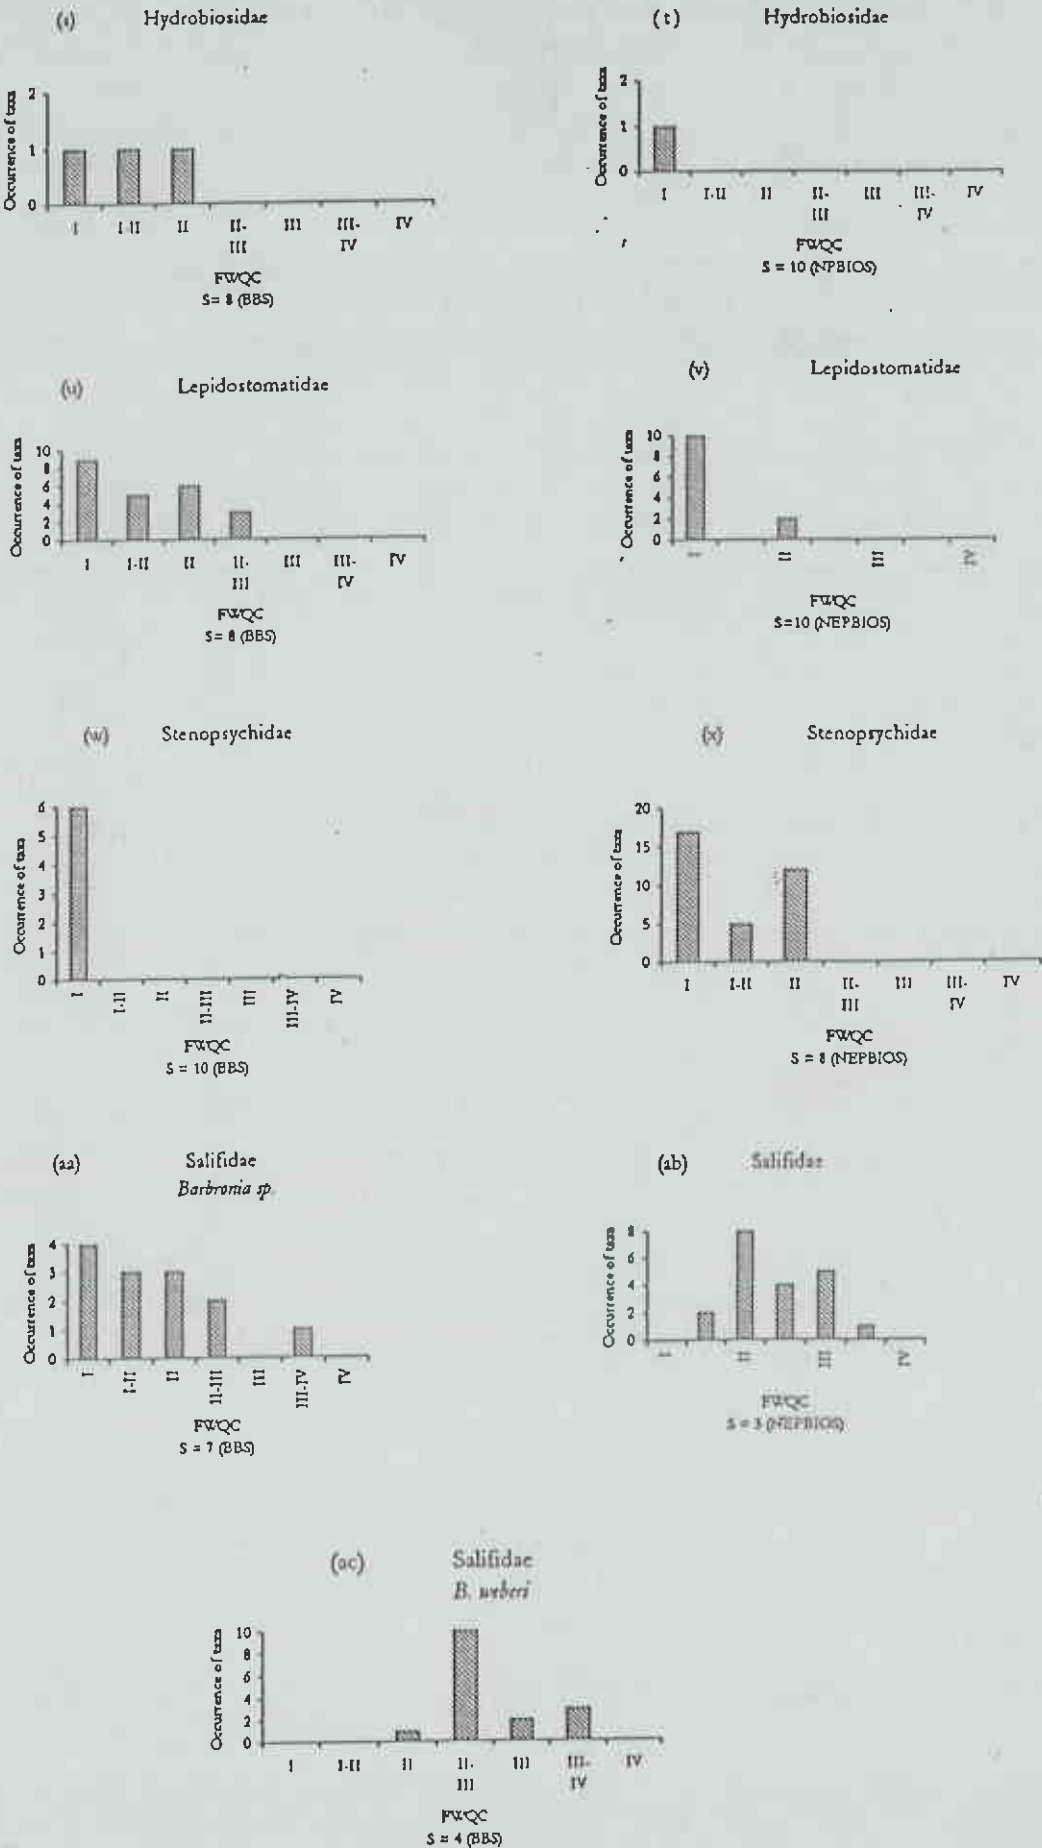 (s) Hydrobiosidae
Occurrence of taxa
2
1
0
I I-II II II-III III III-IV IV
FWQC
S= 8 (BBS)
(t) Hydrobiosidae
Occurrence of taxa
2
1
0
I I-II II II-III III III-IV IV
FWQC
S = 10 (NPBIOS)
(u) Lepidostomatidae
Occurrence of taxa
10
8
6
4
2
0
I I-II II II-III III III-IV IV
FWQC
S= 8 (BBS)
(v) Lepidostomatidae
Occurrence of taxa
10
8
6
4
2
0
I II III IV
FWQC
S=10 (NEPBIOS)
(w) Stenopsychidae
Occurrence of taxa
6
5
4
3
2
1
0
I I-II II II-III III III-IV IV
FWQC
S = 10 (BBS)
(x) Stenopsychidae
Occurrence of taxa
20
15
10
5
0
I I-II II II-III III III-IV IV
FWQC
S = 8 (NEPBIOS)
(aa) Salifidae
Barbronia sp.
Occurrence of taxa
4
3
2
1
0
I I-II II II-III III III-IV IV
FWQC
S = 7 (BBS)
(ab) Salifidae
Occurrence of taxa
8
6
4
2
0
I II III IV
FWQC
S = 3 (NEPBIOS)
(ac) Salifidae
B. weberi
Occurrence of taxa
10
8
6
4
2
0
I I-II II II-III III III-IV IV
FWQC
S = 4 (BBS)